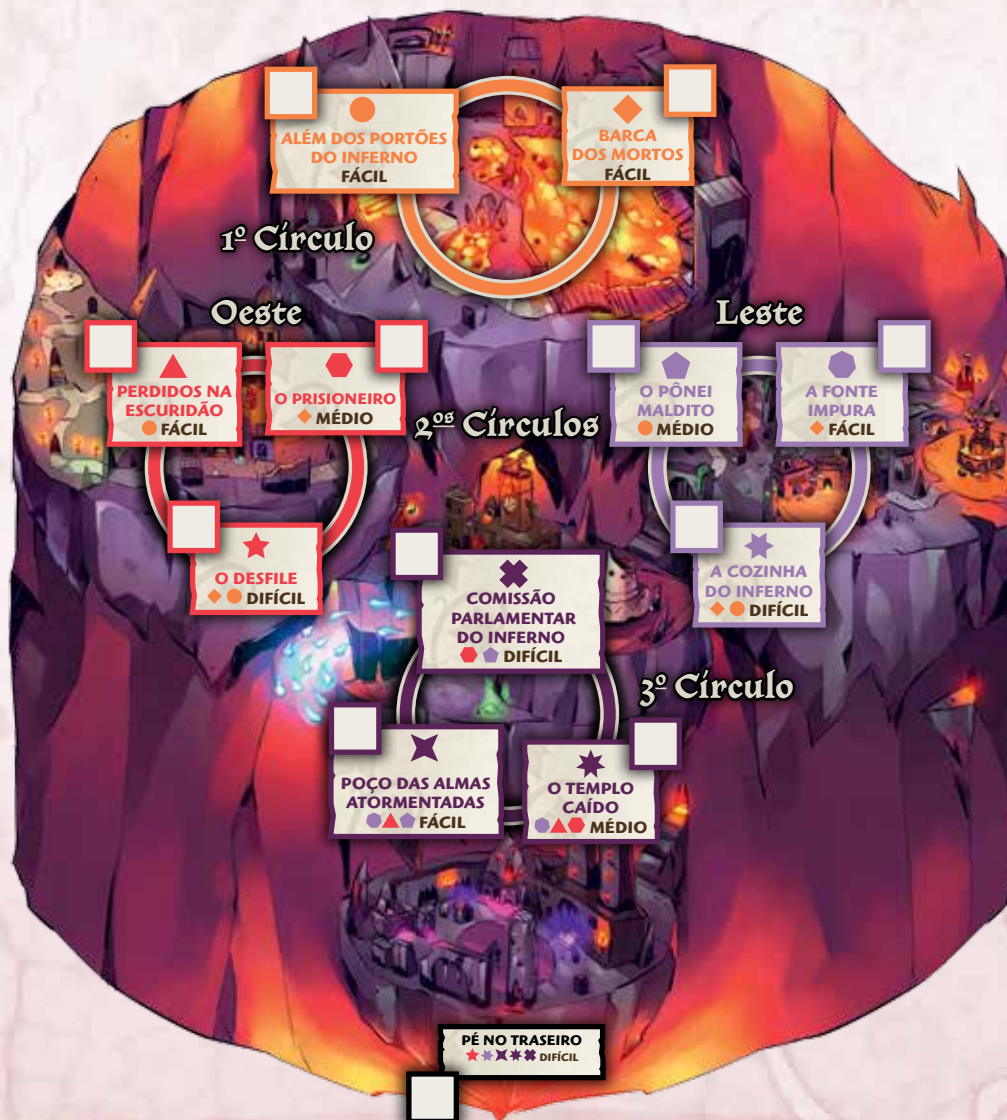 ALÉM DOS PORTÕES
DO INFERNO
FÁCIL
BARCA
DOS MORTOS
FÁCIL
1º Círculo
Oeste
Leste
PERDIDOS NA
ESCURIDÃO
FÁCIL
O PRISIONEIRO
MÉDIO
2ºs Círculos
O PÔNEI
MALDITO
MÉDIO
A FONTE
IMPURA
FÁCIL
O DESFILE
DIFÍCIL
A COZINHA
DO INFERNO
DIFÍCIL
COMISSÃO
PARLAMENTAR
DO INFERNO
DIFÍCIL
3º Círculo
POÇO DAS ALMAS
ATORMENTADAS
FÁCIL
O TEMPLO
CAÍDO
MÉDIO
PÉ NO TRASEIRO
DIFÍCIL